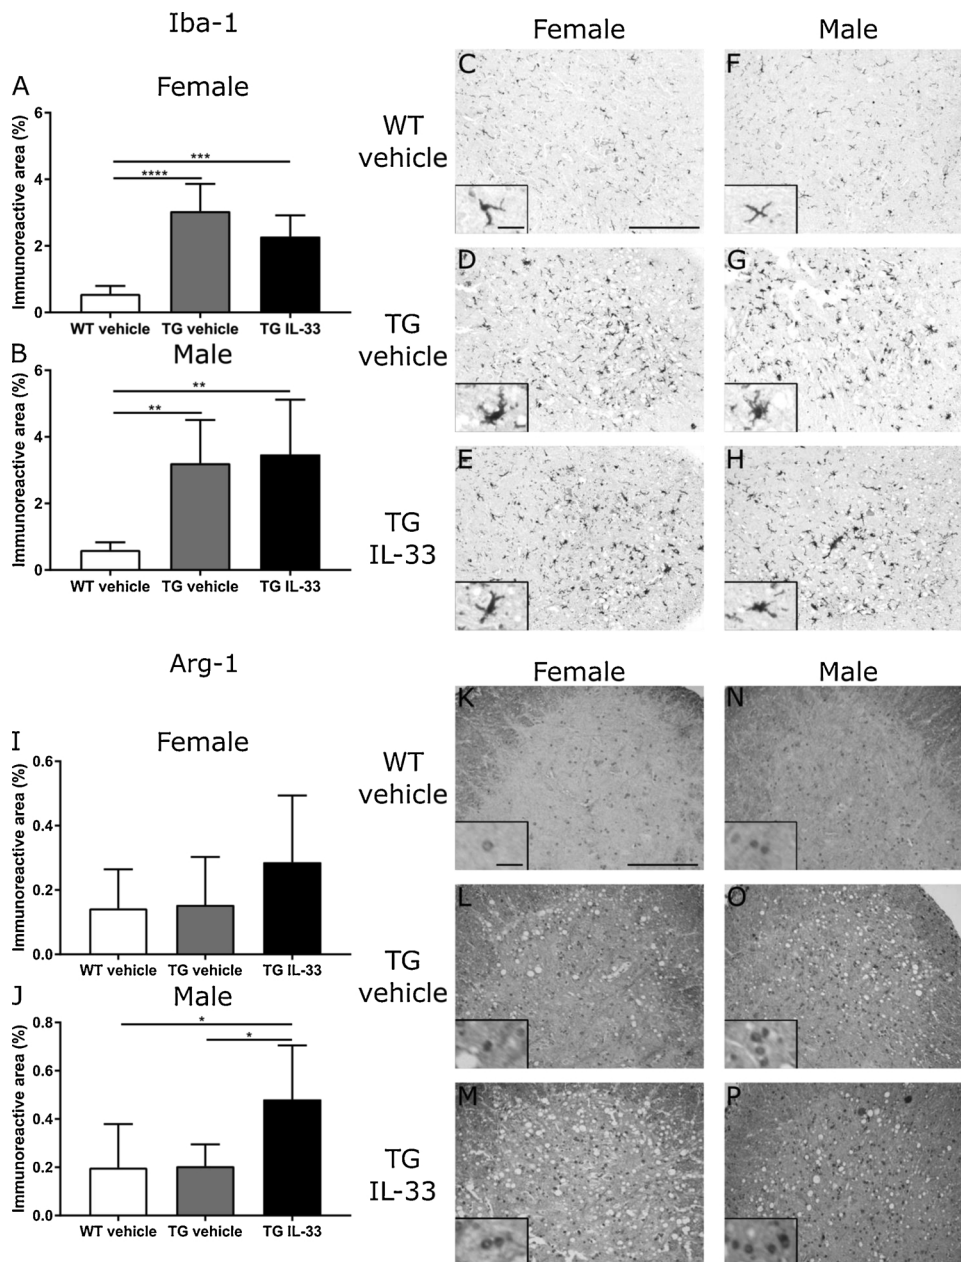 Iba-1
Female
Male
A
Female
Immunoreactive area (%)
6
4
2
0
***
****
WT vehicle
TG vehicle
TG IL-33
B
Male
Immunoreactive area (%)
6
4
2
0
**
**
WT vehicle
TG vehicle
TG IL-33
WT
vehicle
C
F
TG
vehicle
D
G
TG
IL-33
E
H
Arg-1
Female
Male
I
Female
Immunoreactive area (%)
0.6
0.4
0.2
0.0
WT vehicle
TG vehicle
TG IL-33
J
Male
Immunoreactive area (%)
0.8
0.6
0.4
0.2
0.0
*
*
WT vehicle
TG vehicle
TG IL-33
WT
vehicle
K
N
TG
vehicle
L
O
TG
IL-33
M
P